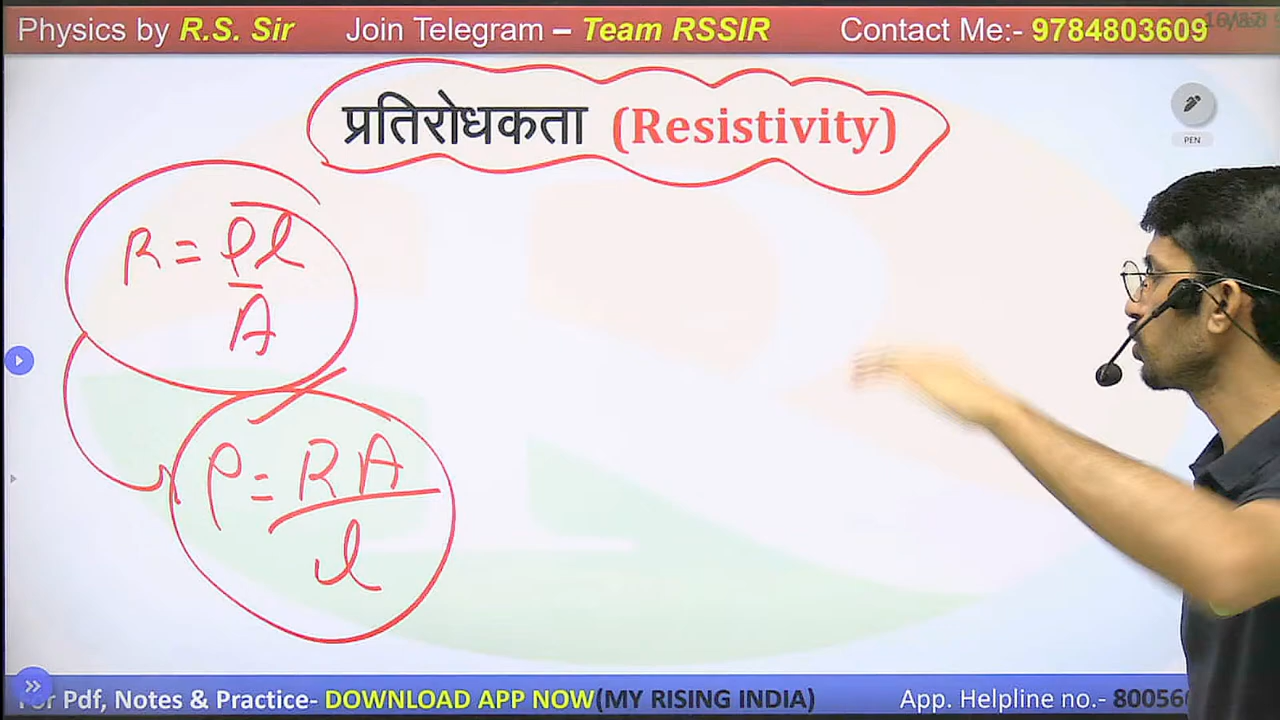 Physics by R.S. Sir Join Telegram – Team RSSIR Contact Me:- 9784803609
प्रतिरोधकता (Resistivity)
PEN
R = ρl
A
ρ = RA
l
Pdf, Notes & Practice- DOWNLOAD APP NOW(MY RISING INDIA) App. Helpline no.-